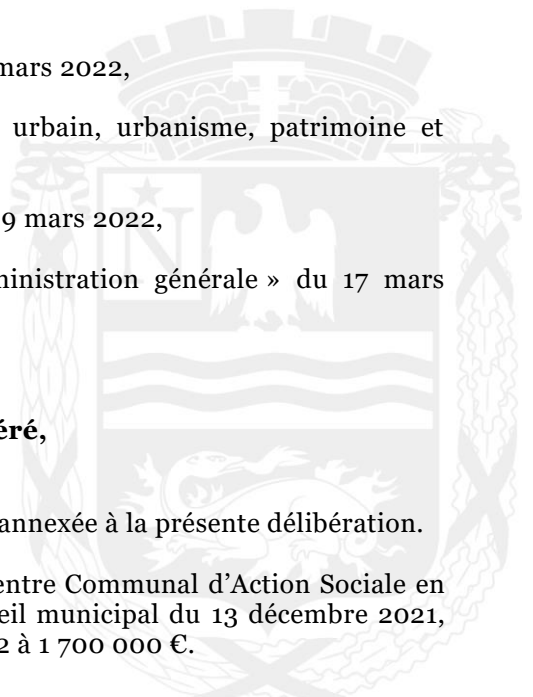 mars 2022,
urbain, urbanisme, patrimoine et
9 mars 2022,
ministration générale » du 17 mars
éré,
annexée à la présente délibération.
entre Communal d'Action Sociale en
eil municipal du 13 décembre 2021,
2 à 1 700 000 €.
N